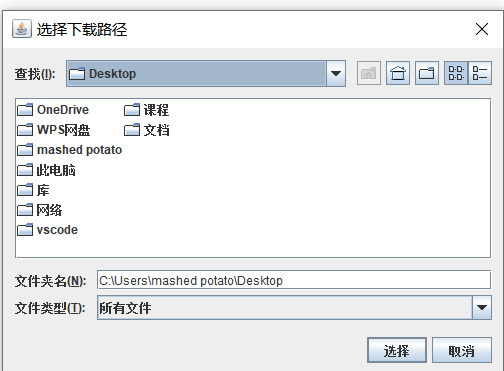 选择下载路径
查找(I): Desktop
OneDrive 课程
WPS网盘 文档
mashed potato
此电脑
库
网络
vscode
文件夹名(N): C:\Users\mashed potato\Desktop
文件类型(T): 所有文件
选择 取消